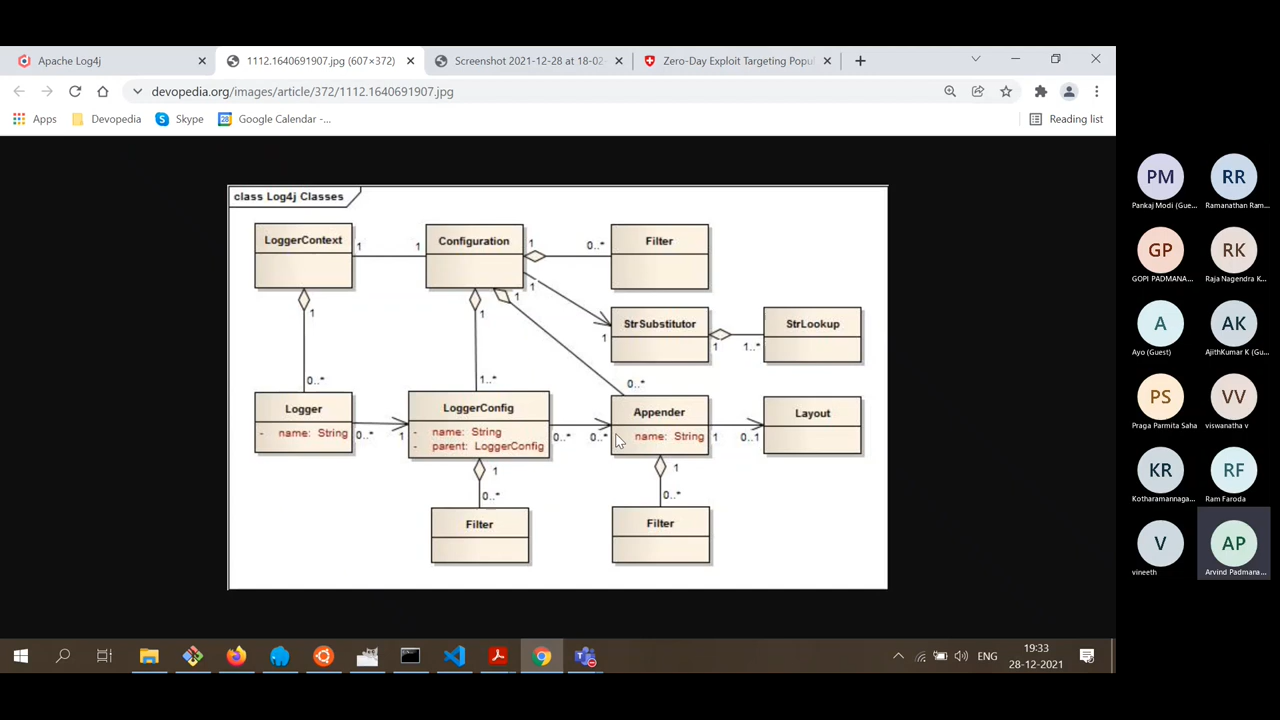 Apache Log4j
1112.1640691907.jpg (607×372)
Screenshot 2021-12-28 at 18-02-
Zero-Day Exploit Targeting Popu
devopedia.org/images/article/372/1112.1640691907.jpg
Apps
Devopedia
Skype
28
Google Calendar -...
Reading list
class Log4j Classes
LoggerContext
1
1
Configuration
1
0..*
Filter
1
0..*
1
1..*
1
0..*
1
1
StrSubstitutor
1
1..*
StrLookup
Logger
- name: String
0..*
1
LoggerConfig
- name: String
- parent: LoggerConfig
0..*
0..*
Appender
name: String
1
0..1
Layout
1
0..*
Filter
1
0..*
Filter
PM
Pankaj Modi (Gue...
RR
Ramanathan Ram...
GP
GOPI PADMANA...
RK
Raja Nagendra K...
A
Ayo (Guest)
AK
AjithKumar K (Gu...
PS
Praga Parmita Saha
VV
viswanatha v
KR
Kotharamannaga...
RF
Ram Faroda
V
vineeth
AP
Arvind Padmana...
ENG
19:33
28-12-2021